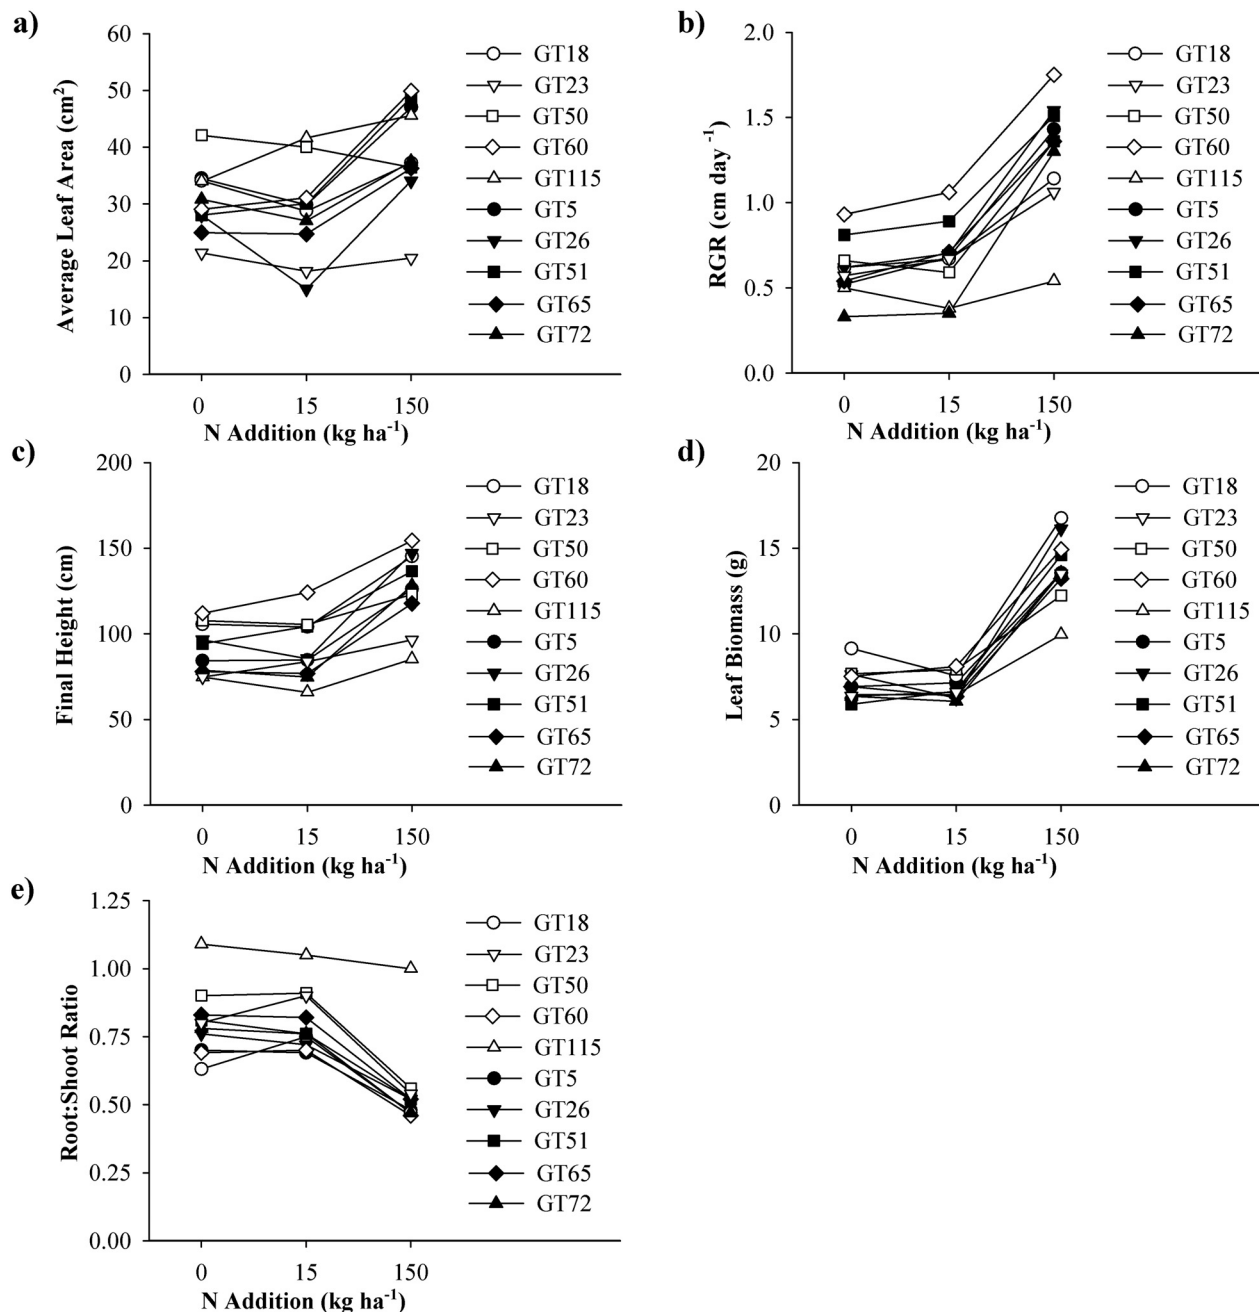 a)
Average Leaf Area (cm²)
60
50
40
30
20
10
0
0 15 150
N Addition (kg ha⁻¹)
GT18
GT23
GT50
GT60
GT115
GT5
GT26
GT51
GT65
GT72
b)
RGR (cm day ⁻¹)
2.0
1.5
1.0
0.5
0.0
0 15 150
N Addition (kg ha⁻¹)
GT18
GT23
GT50
GT60
GT115
GT5
GT26
GT51
GT65
GT72
c)
Final Height (cm)
200
150
100
50
0
0 15 150
N Addition (kg ha⁻¹)
GT18
GT23
GT50
GT60
GT115
GT5
GT26
GT51
GT65
GT72
d)
Leaf Biomass (g)
20
15
10
5
0
0 15 150
N Addition (kg ha⁻¹)
GT18
GT23
GT50
GT60
GT115
GT5
GT26
GT51
GT65
GT72
e)
Root:Shoot Ratio
1.25
1.00
0.75
0.50
0.25
0.00
0 15 150
N Addition (kg ha⁻¹)
GT18
GT23
GT50
GT60
GT115
GT5
GT26
GT51
GT65
GT72